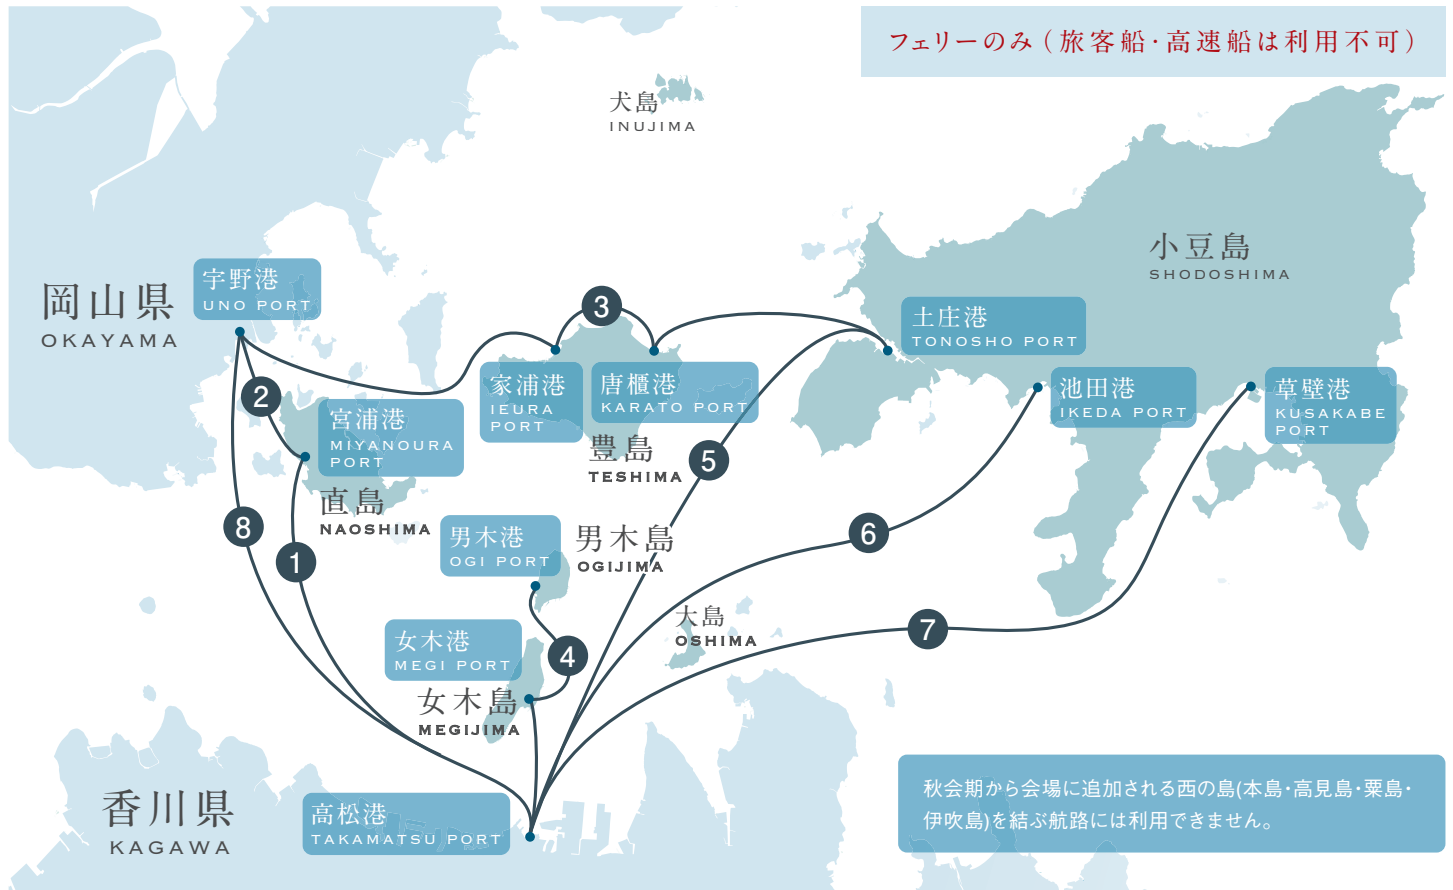 フェリーのみ（旅客船・高速船は利用不可）
犬島
INUJIMA
小豆島
SHODOSHIMA
岡山県
OKAYAMA
宇野港
UNO PORT
3
土庄港
TONOSHO PORT
2
家浦港
IEURA
PORT
唐櫃港
KARATO PORT
池田港
IKEDA PORT
草壁港
KUSAKABE
PORT
宮浦港
MIYANOURA
PORT
豊島
TESHIMA
5
直島
NAOSHIMA
8
1
男木港
OGI PORT
男木島
OGIJIMA
6
大島
OSHIMA
7
女木港
MEGI PORT
4
女木島
MEGIJIMA
香川県
KAGAWA
高松港
TAKAMATSU PORT
秋会期から会場に追加される西の島(本島・高見島・粟島・
伊吹島)を結ぶ航路には利用できません。